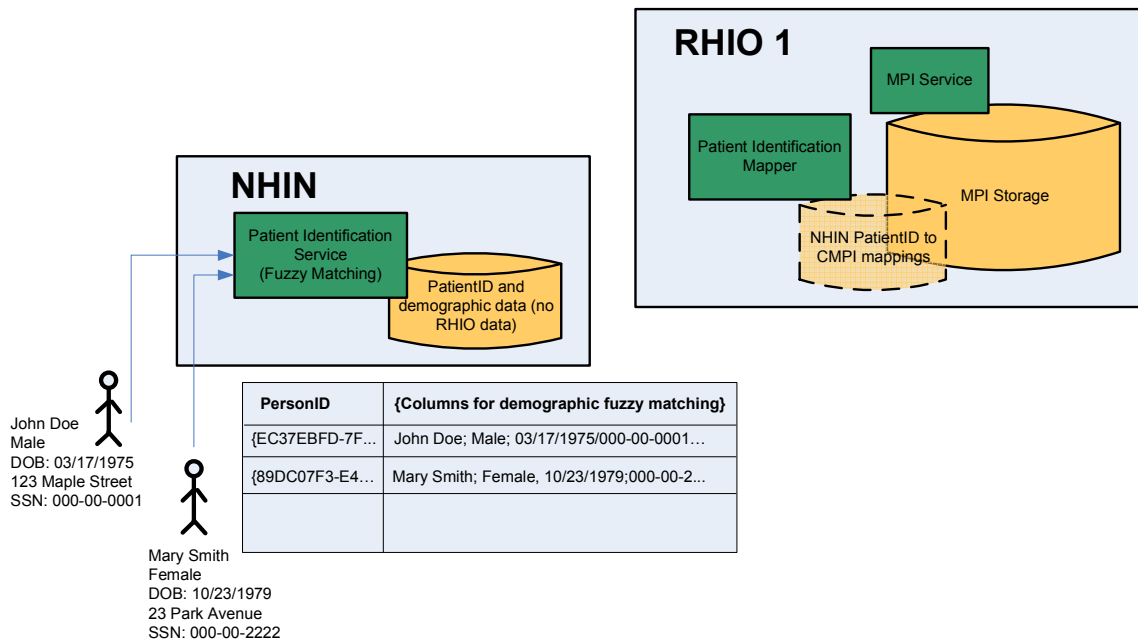 RHIO 1
MPI Service
Patient Identification
Mapper
MPI Storage
NHIN PatientID to
CMPI mappings
NHIN
Patient Identification
Service
(Fuzzy Matching)
PatientID and
demographic data (no
RHIO data)
John Doe
Male
DOB: 03/17/1975
123 Maple Street
SSN: 000-00-0001
Mary Smith
Female
DOB: 10/23/1979
23 Park Avenue
SSN: 000-00-2222
PersonID {Columns for demographic fuzzy matching}
{EC37EBFD-7F... John Doe; Male; 03/17/1975/000-00-0001…
{89DC07F3-E4… Mary Smith; Female, 10/23/1979;000-00-2...